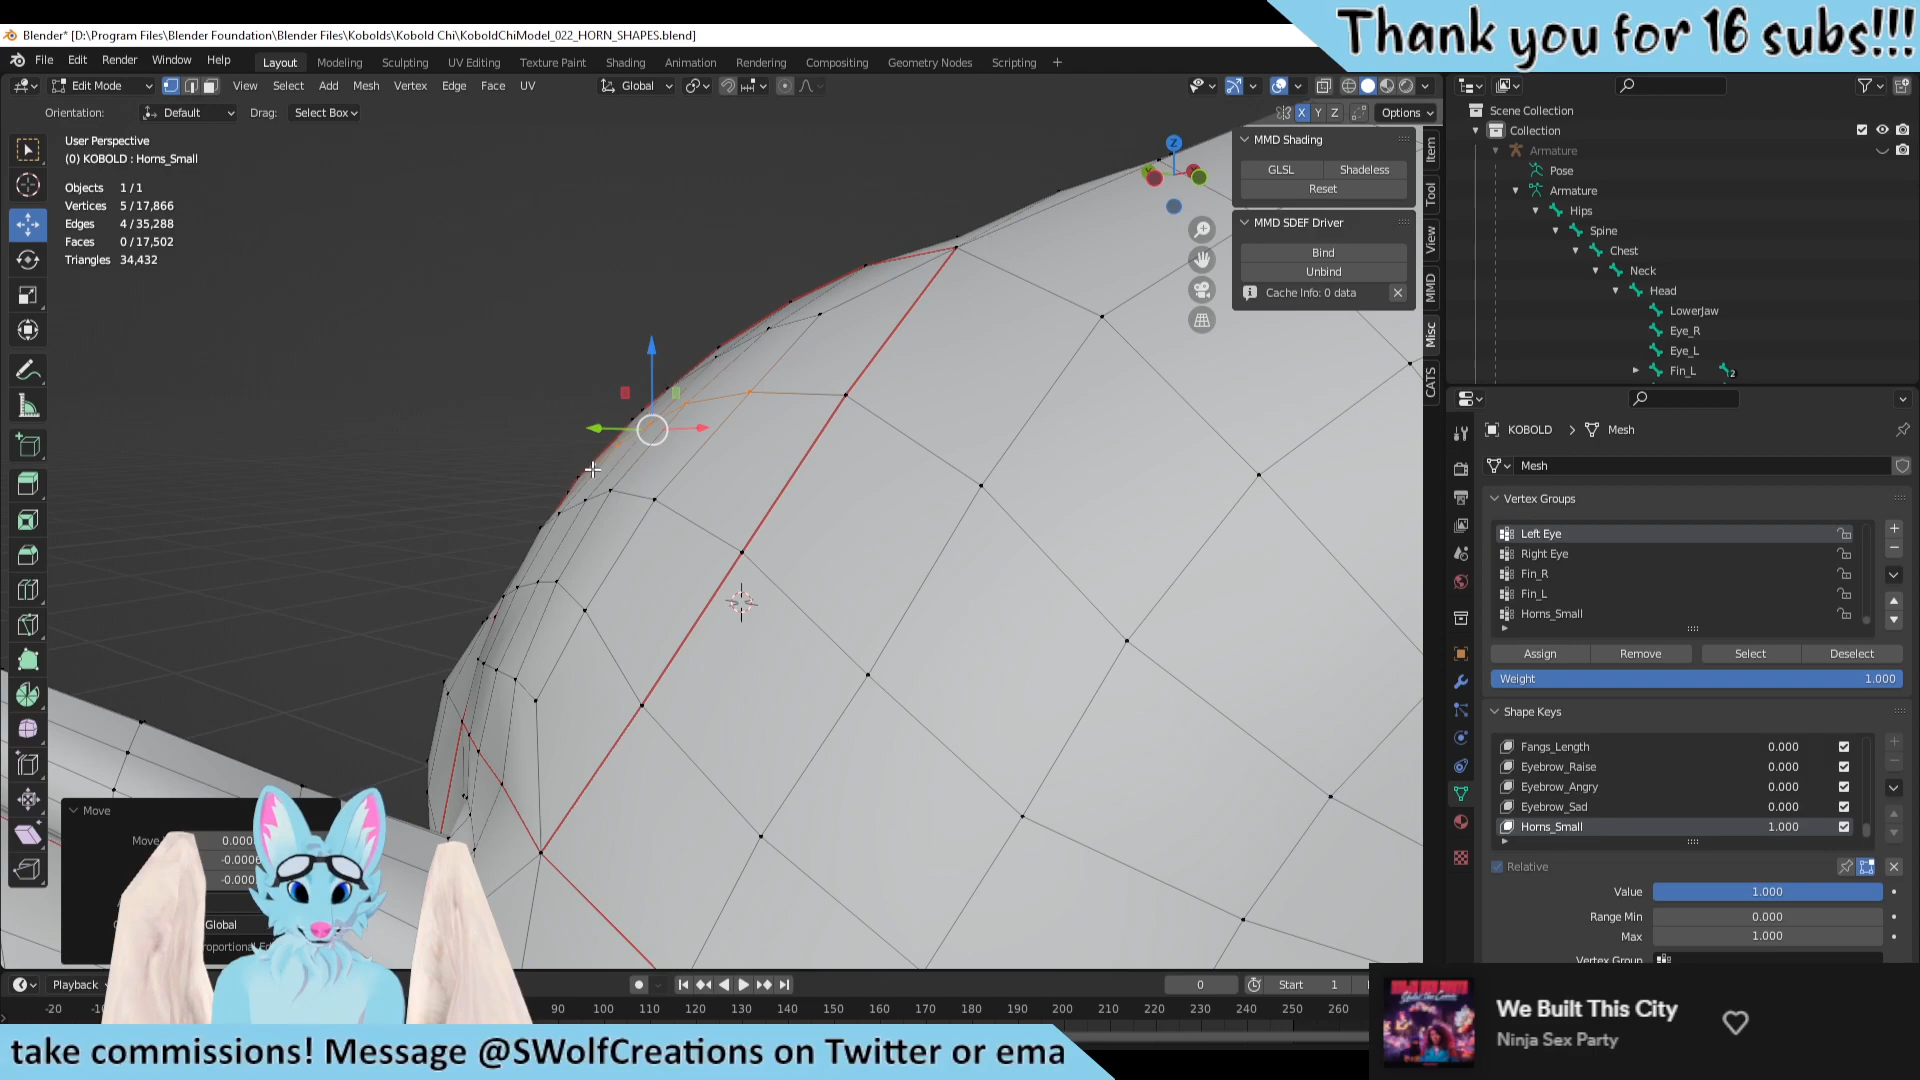 Thank you for 16 subs!!!
Blender* [D:\Program Files\Blender Foundation\Blender Files\Kobolds\Kobold Chi\KoboldChiModel_022_HORN_SHAPES.blend]
File Edit Render Window Help Layout Modeling Sculpting UV Editing Texture Paint Shading Animation Rendering Compositing Geometry Nodes Scripting +
Edit Mode View Select Add Mesh Vertex Edge Face UV Global
Orientation: Default Drag: Select Box X Y Z Options
User Perspective
(0) KOBOLD : Horns_Small
Objects 1/1
Vertices 5/17,866
Edges 4/35,288
Faces 0/17,502
Triangles 34,432
Z
MMD Shading
GLSL Shadeless
Reset
MMD SDEF Driver
Bind
Unbind
Cache Info: 0 data
Item
Tool
View
MMD
Misc
CATS
Scene Collection
Collection
Armature
Pose
Armature
Hips
Spine
Chest
Neck
Head
LowerJaw
Eye_R
Eye_L
Fin_L 2
KOBOLD > Mesh
Mesh
Vertex Groups
Left Eye
Right Eye
Fin_R
Fin_L
Horns_Small
Assign Remove Select Deselect
Weight 1.000
Shape Keys
Fangs_Length 0.000
Eyebrow_Raise 0.000
Eyebrow_Angry 0.000
Eyebrow_Sad 0.000
Horns_Small 1.000
Relative
Value 1.000
Range Min 0.000
Max 1.000
Vertex Group
Move
Move 0.000
-0.0006
-0.000
Global
Playback 0 Start 1
-20 90 100 110 120 130 140 150 160 170 180 190 200 210 220 230 240 250 260
We Built This City
Ninja Sex Party
take commissions! Message @SWolfCreations on Twitter or ema